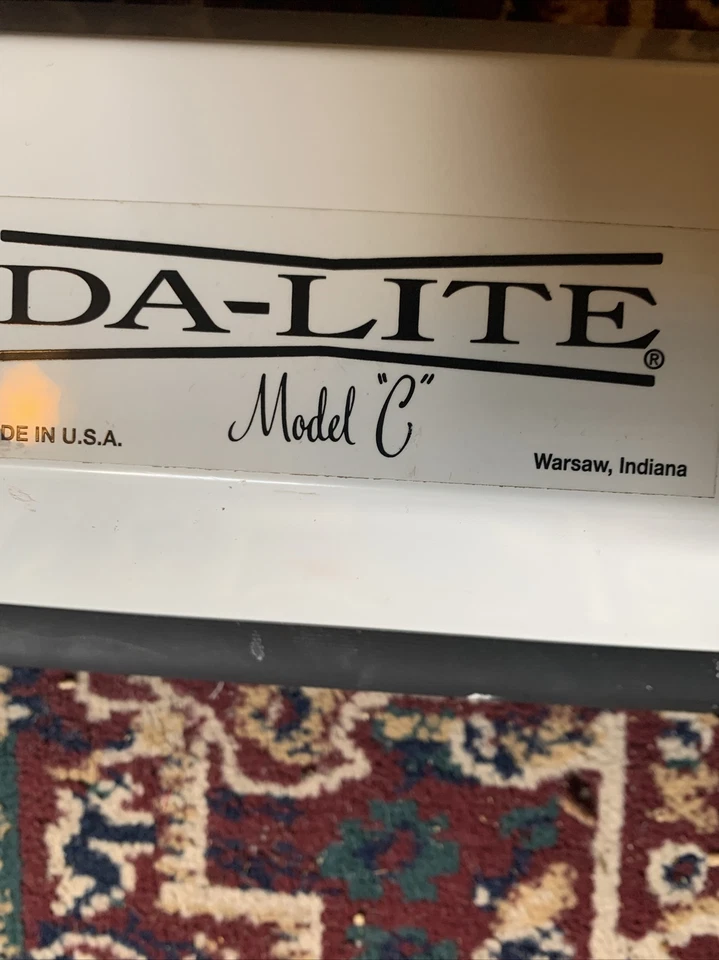 DA-LITE®
Model "C"
DE IN U.S.A.
Warsaw, Indiana